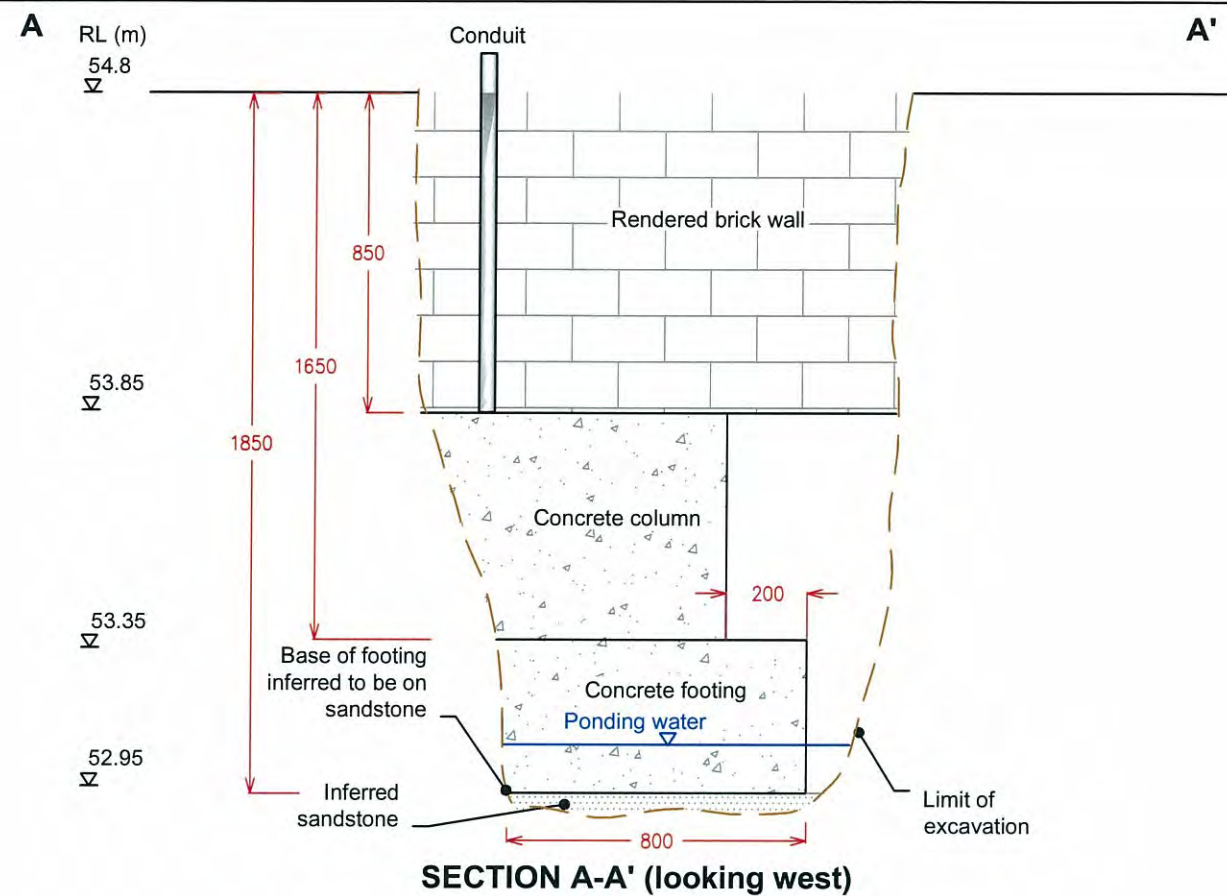 A
RL (m)
A'
Conduit
54.8
Rendered brick wall
850
1650
53.85
1850
Concrete column
200
53.35
Base of footing
inferred to be on
sandstone
Concrete footing
Ponding water
52.95
Inferred
sandstone
Limit of
excavation
800
SECTION A-A' (looking west)